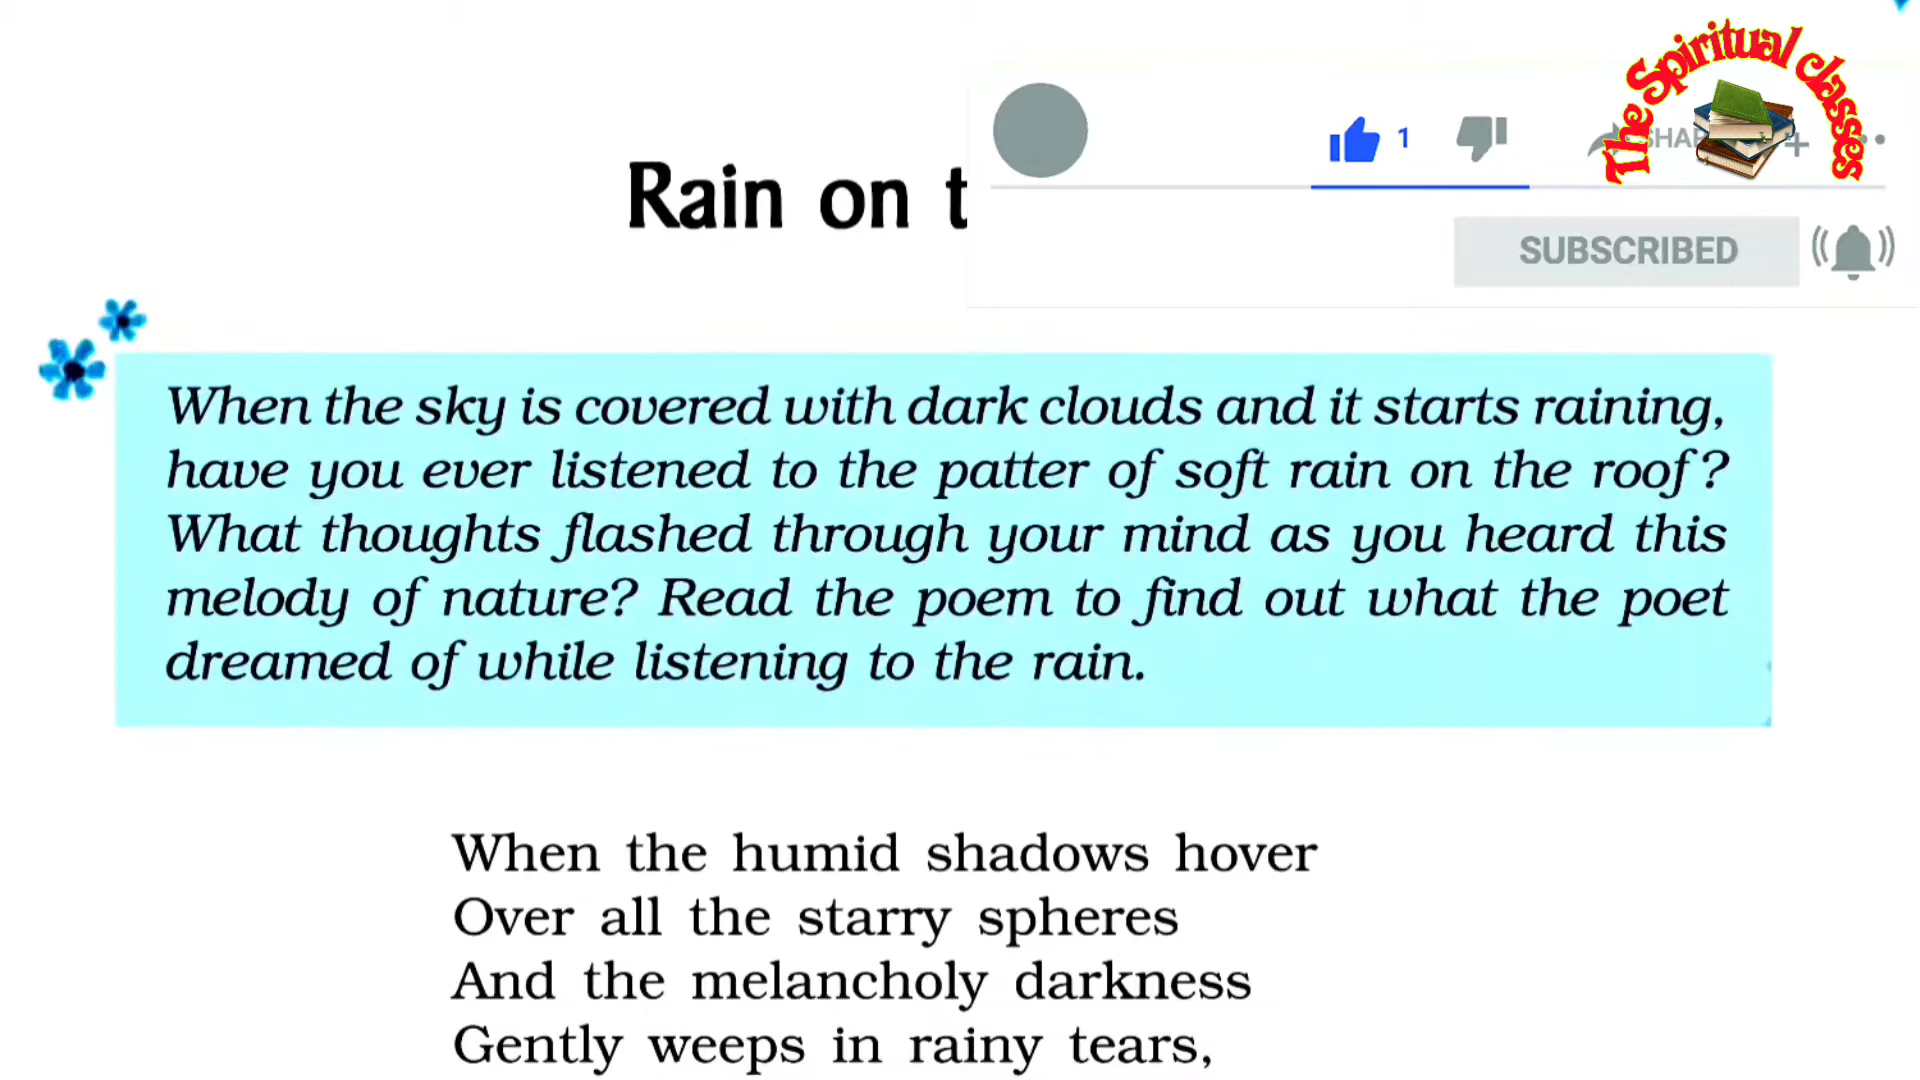 The Spiritual classes
1
SHAR
Rain on t
SUBSCRIBED
When the sky is covered with dark clouds and it starts raining,
have you ever listened to the patter of soft rain on the roof?
What thoughts flashed through your mind as you heard this
melody of nature? Read the poem to find out what the poet
dreamed of while listening to the rain.
When the humid shadows hover
Over all the starry spheres
And the melancholy darkness
Gently weeps in rainy tears,